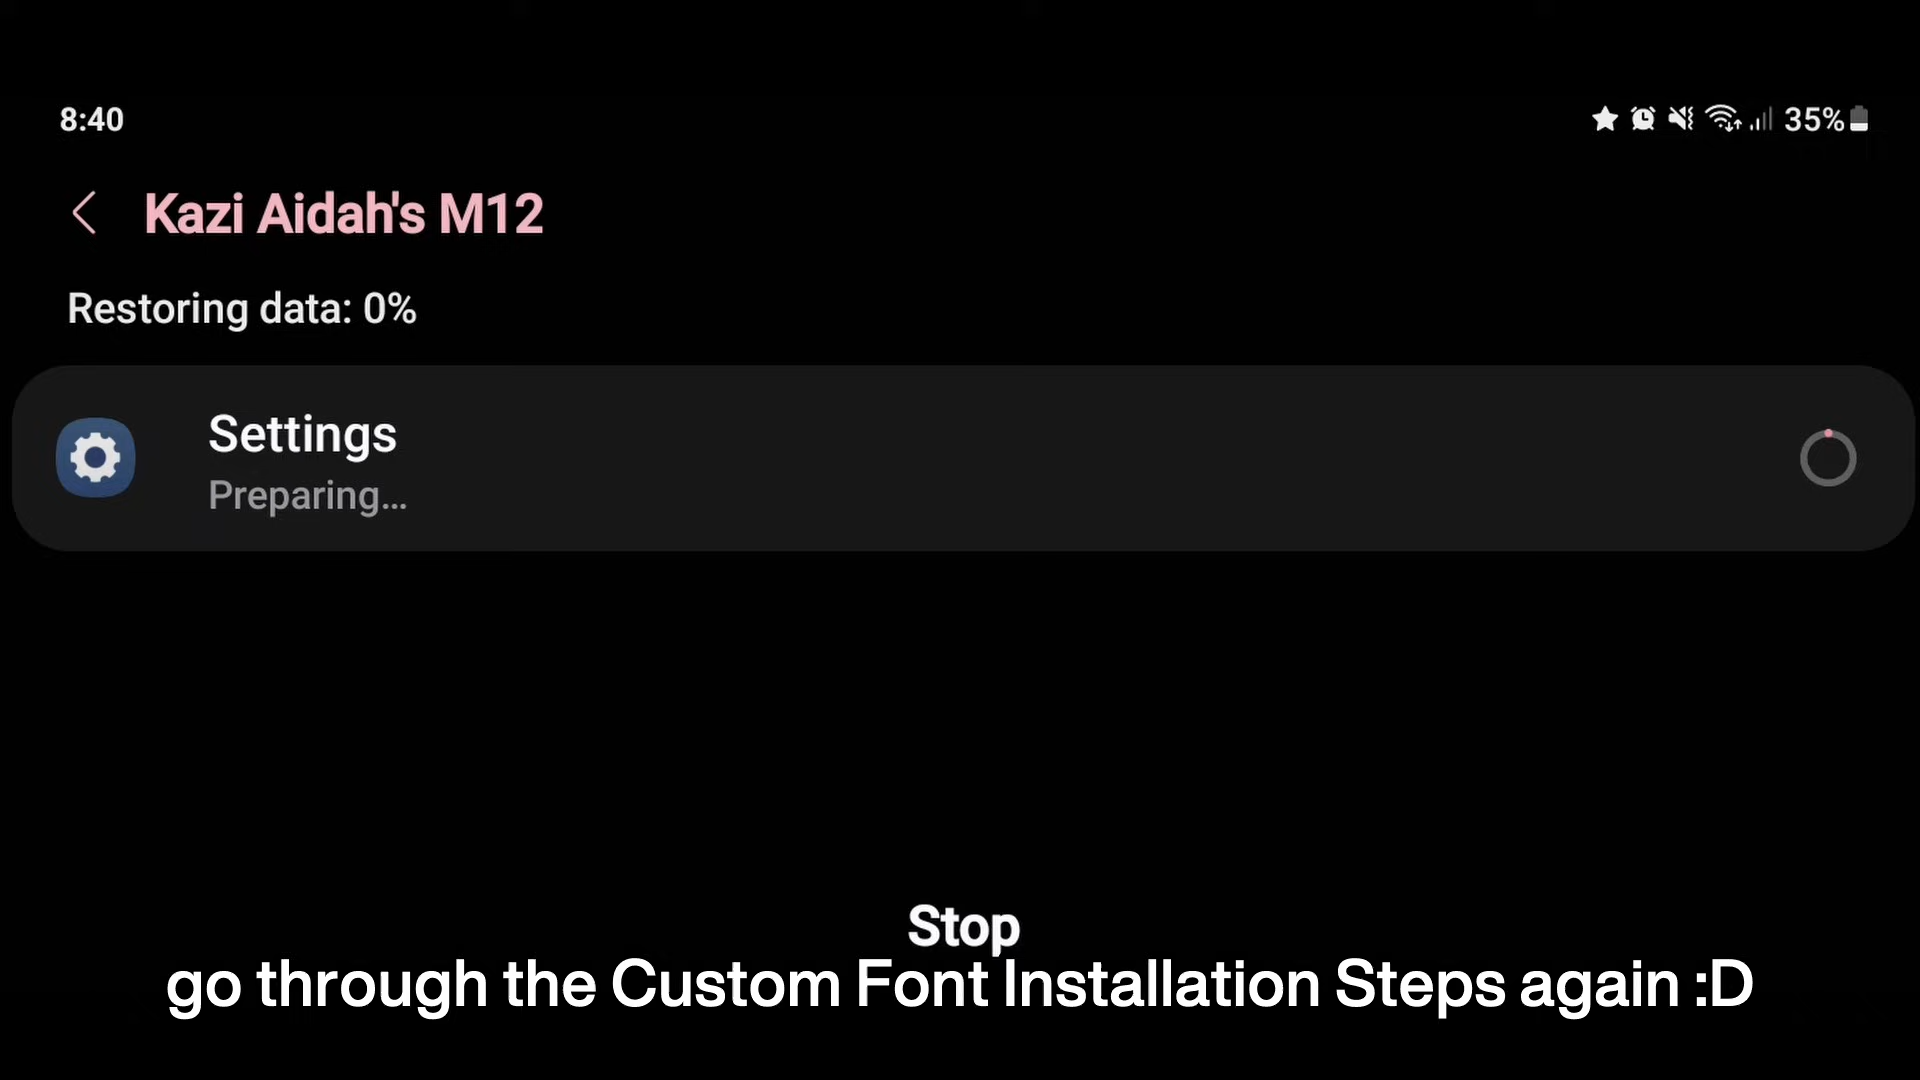 8:40
35%
Kazi Aidah's M12
Restoring data: 0%
Settings
Preparing...
Stop
go through the Custom Font Installation Steps again :D